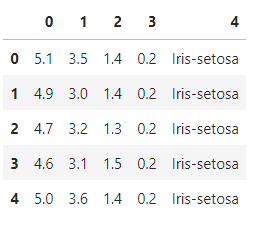 0 1 2 3 4
0 5.1 3.5 1.4 0.2 Iris-setosa
1 4.9 3.0 1.4 0.2 Iris-setosa
2 4.7 3.2 1.3 0.2 Iris-setosa
3 4.6 3.1 1.5 0.2 Iris-setosa
4 5.0 3.6 1.4 0.2 Iris-setosa